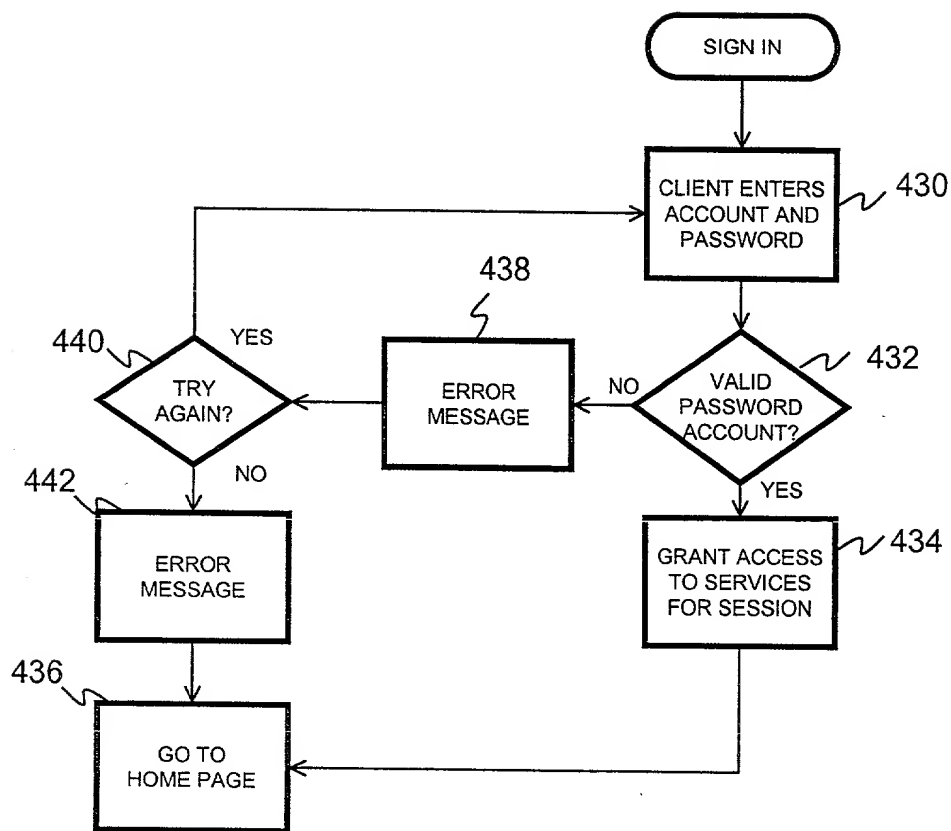 SIGN IN
CLIENT ENTERS
ACCOUNT AND
PASSWORD
430
438
440
YES
TRY
AGAIN?
NO
ERROR
MESSAGE
NO
VALID
PASSWORD
ACCOUNT?
432
YES
442
ERROR
MESSAGE
GRANT ACCESS
TO SERVICES
FOR SESSION
434
436
GO TO
HOME PAGE